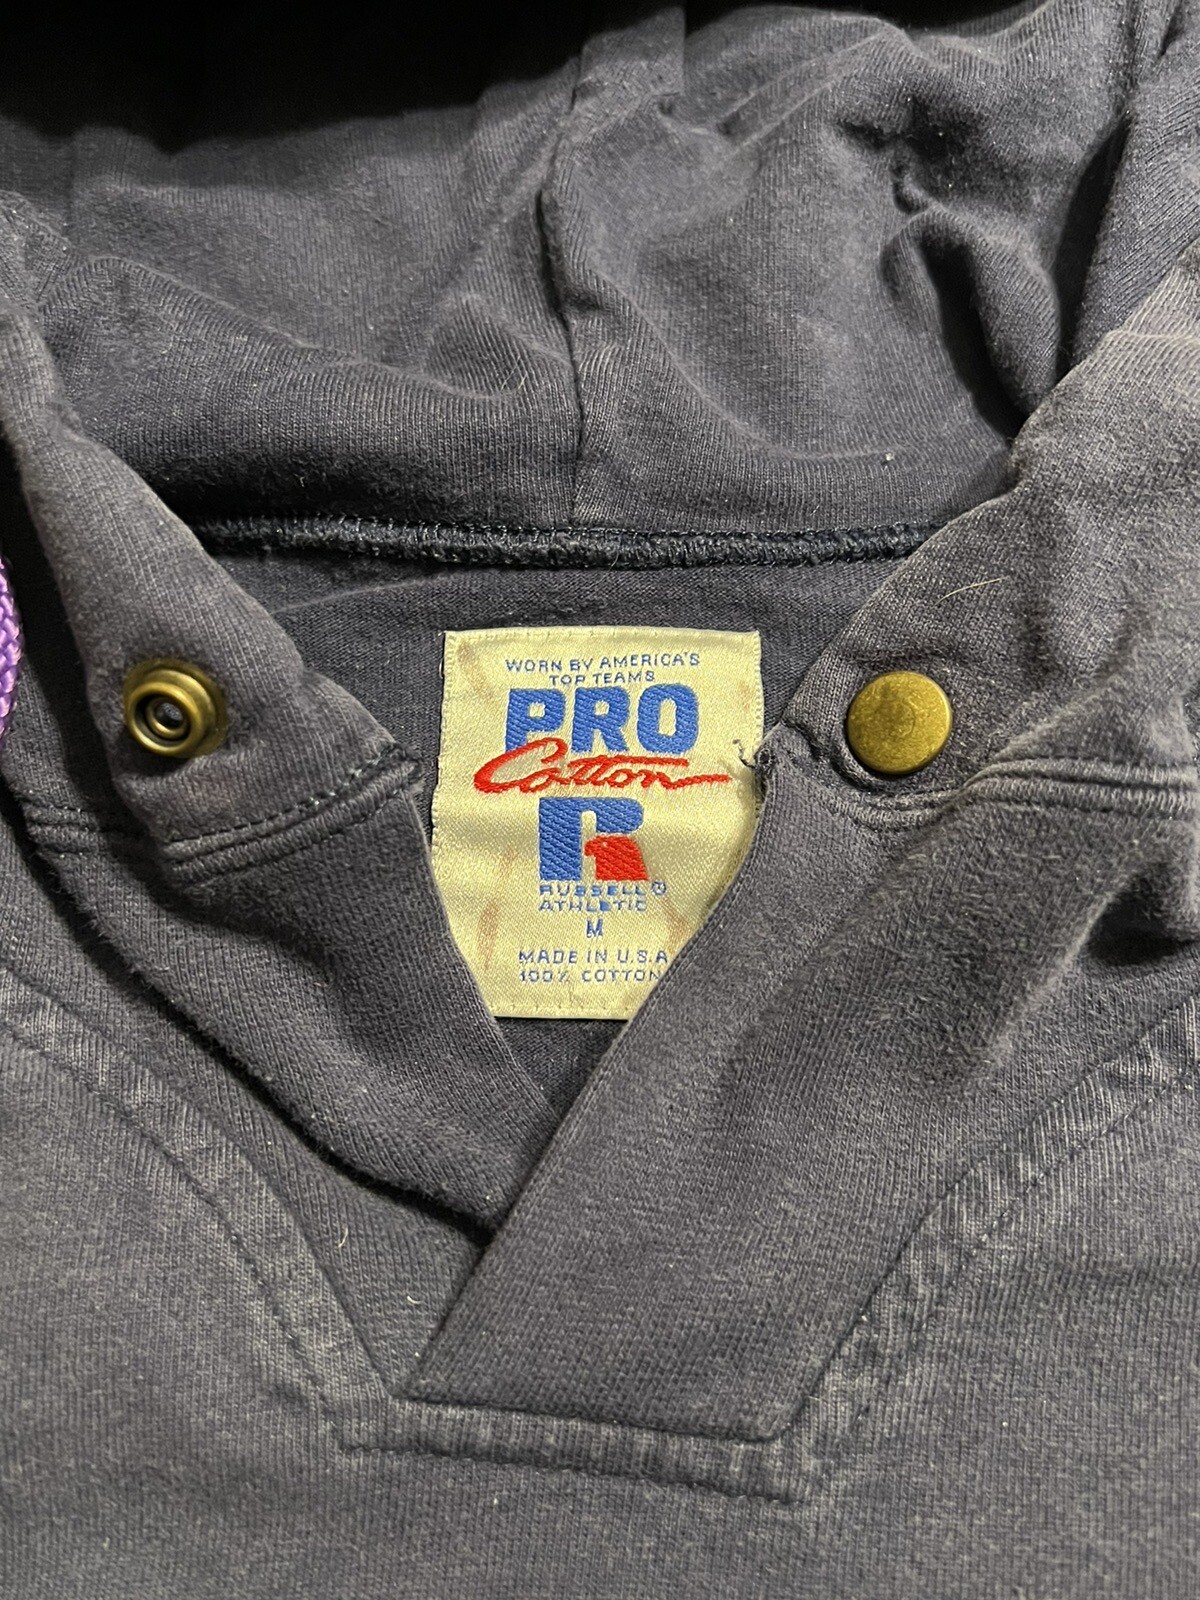 WORN BY AMERICA'S
TOP TEAMS
PRO
Cotton
R
RUSSELL®
ATHLETIC
M
MADE IN U.S.A
100% COTTON